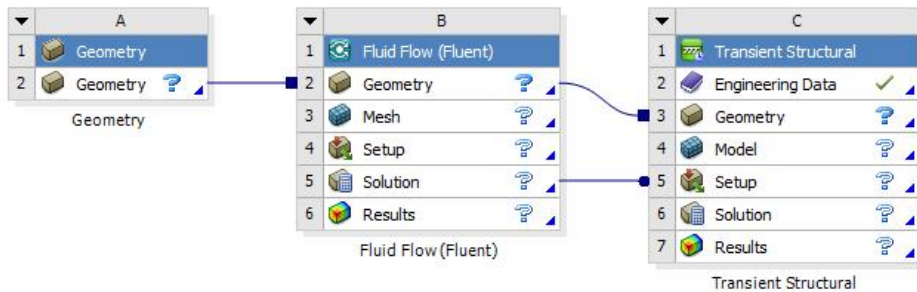 A
1 Geometry
2 Geometry ?
Geometry
B
1 Fluid Flow (Fluent)
2 Geometry ?
3 Mesh ?
4 Setup ?
5 Solution ?
6 Results ?
Fluid Flow (Fluent)
C
1 Transient Structural
2 Engineering Data ✓
3 Geometry ?
4 Model ?
5 Setup ?
6 Solution ?
7 Results ?
Transient Structural